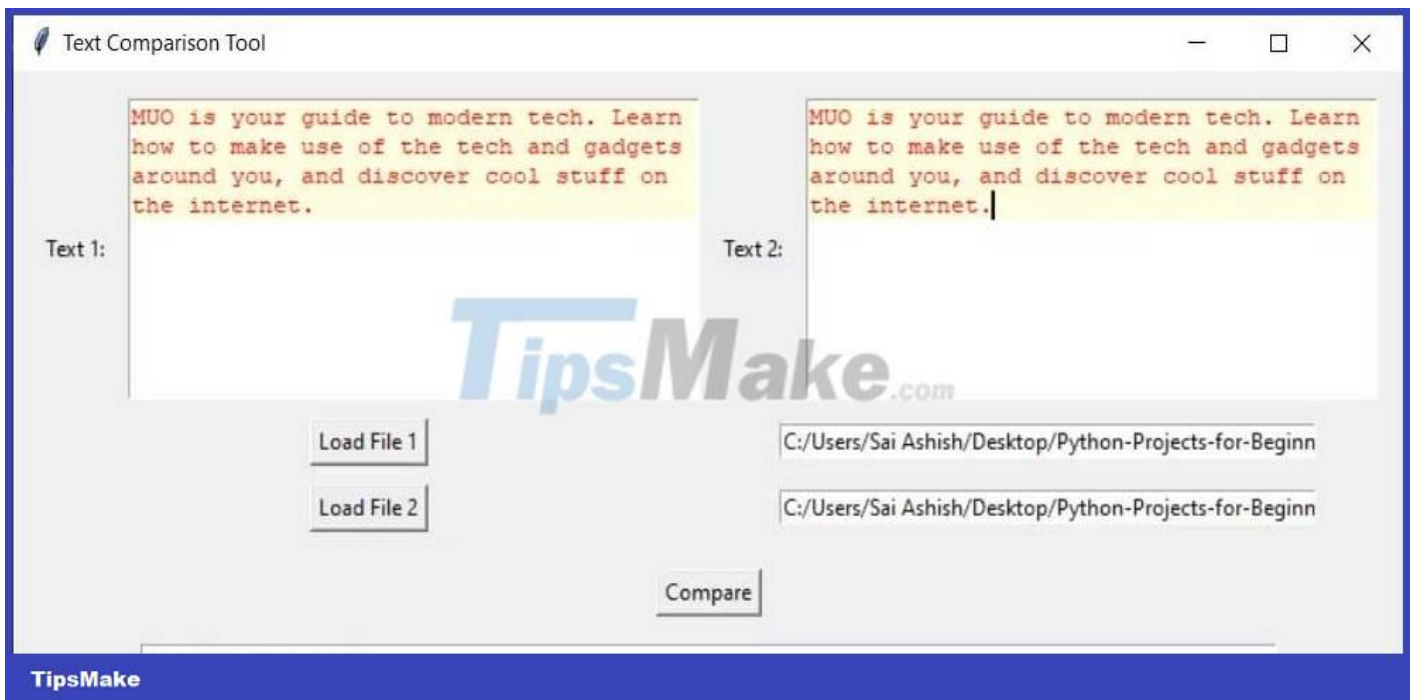 Text Comparison Tool
MUO is your guide to modern tech. Learn
how to make use of the tech and gadgets
around you, and discover cool stuff on
the internet.
Text 1:
MUO is your guide to modern tech. Learn
how to make use of the tech and gadgets
around you, and discover cool stuff on
the internet.
Text 2:
TipsMake.com
Load File 1
C:/Users/Sai Ashish/Desktop/Python-Projects-for-Beginn
Load File 2
C:/Users/Sai Ashish/Desktop/Python-Projects-for-Beginn
Compare
TipsMake